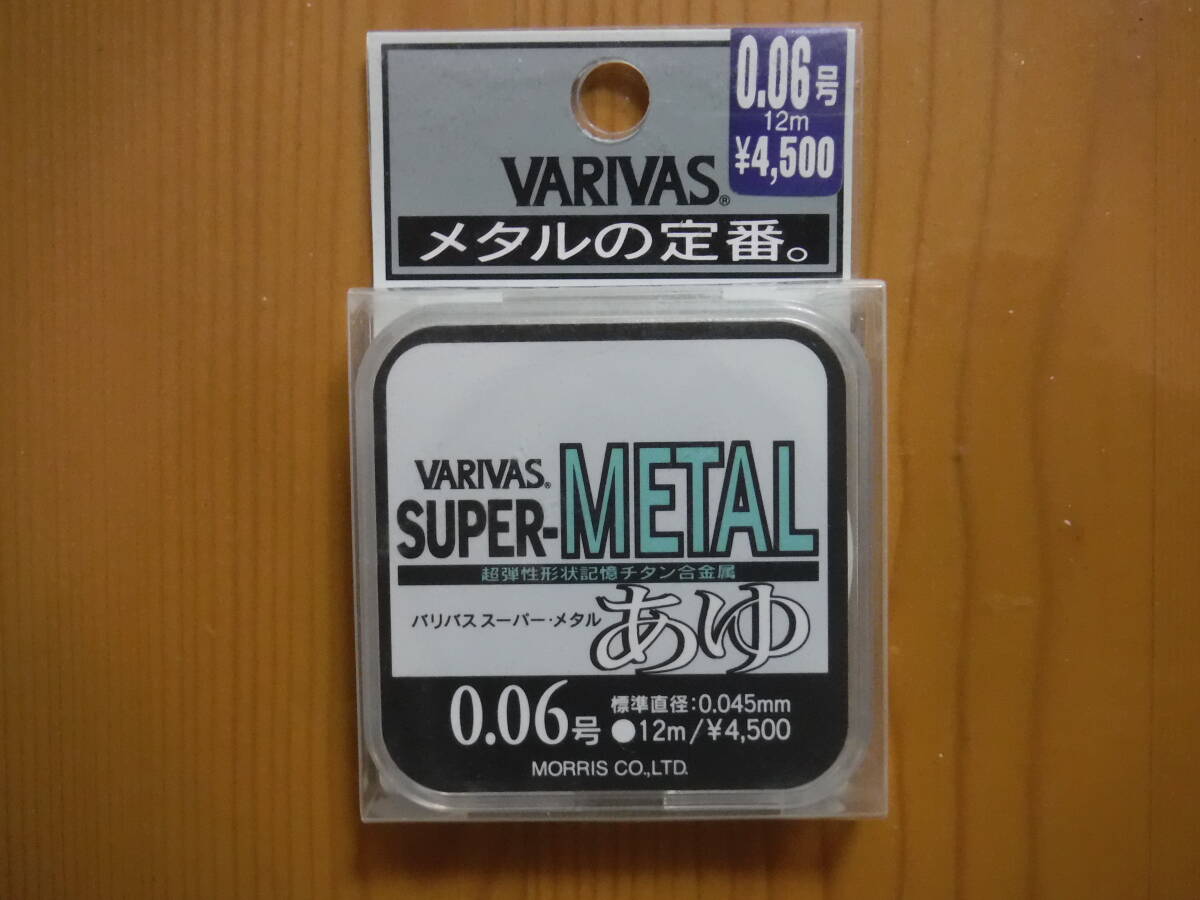 0.06号
12m
¥4,500
VARIVAS®
メタルの定番。
VARIVAS®
SUPER-METAL
超弾性形状記憶チタン合金属
バリバス スーパー・メタル あゆ
0.06号
標準直径:0.045mm
●12m/¥4,500
MORRIS CO.,LTD.